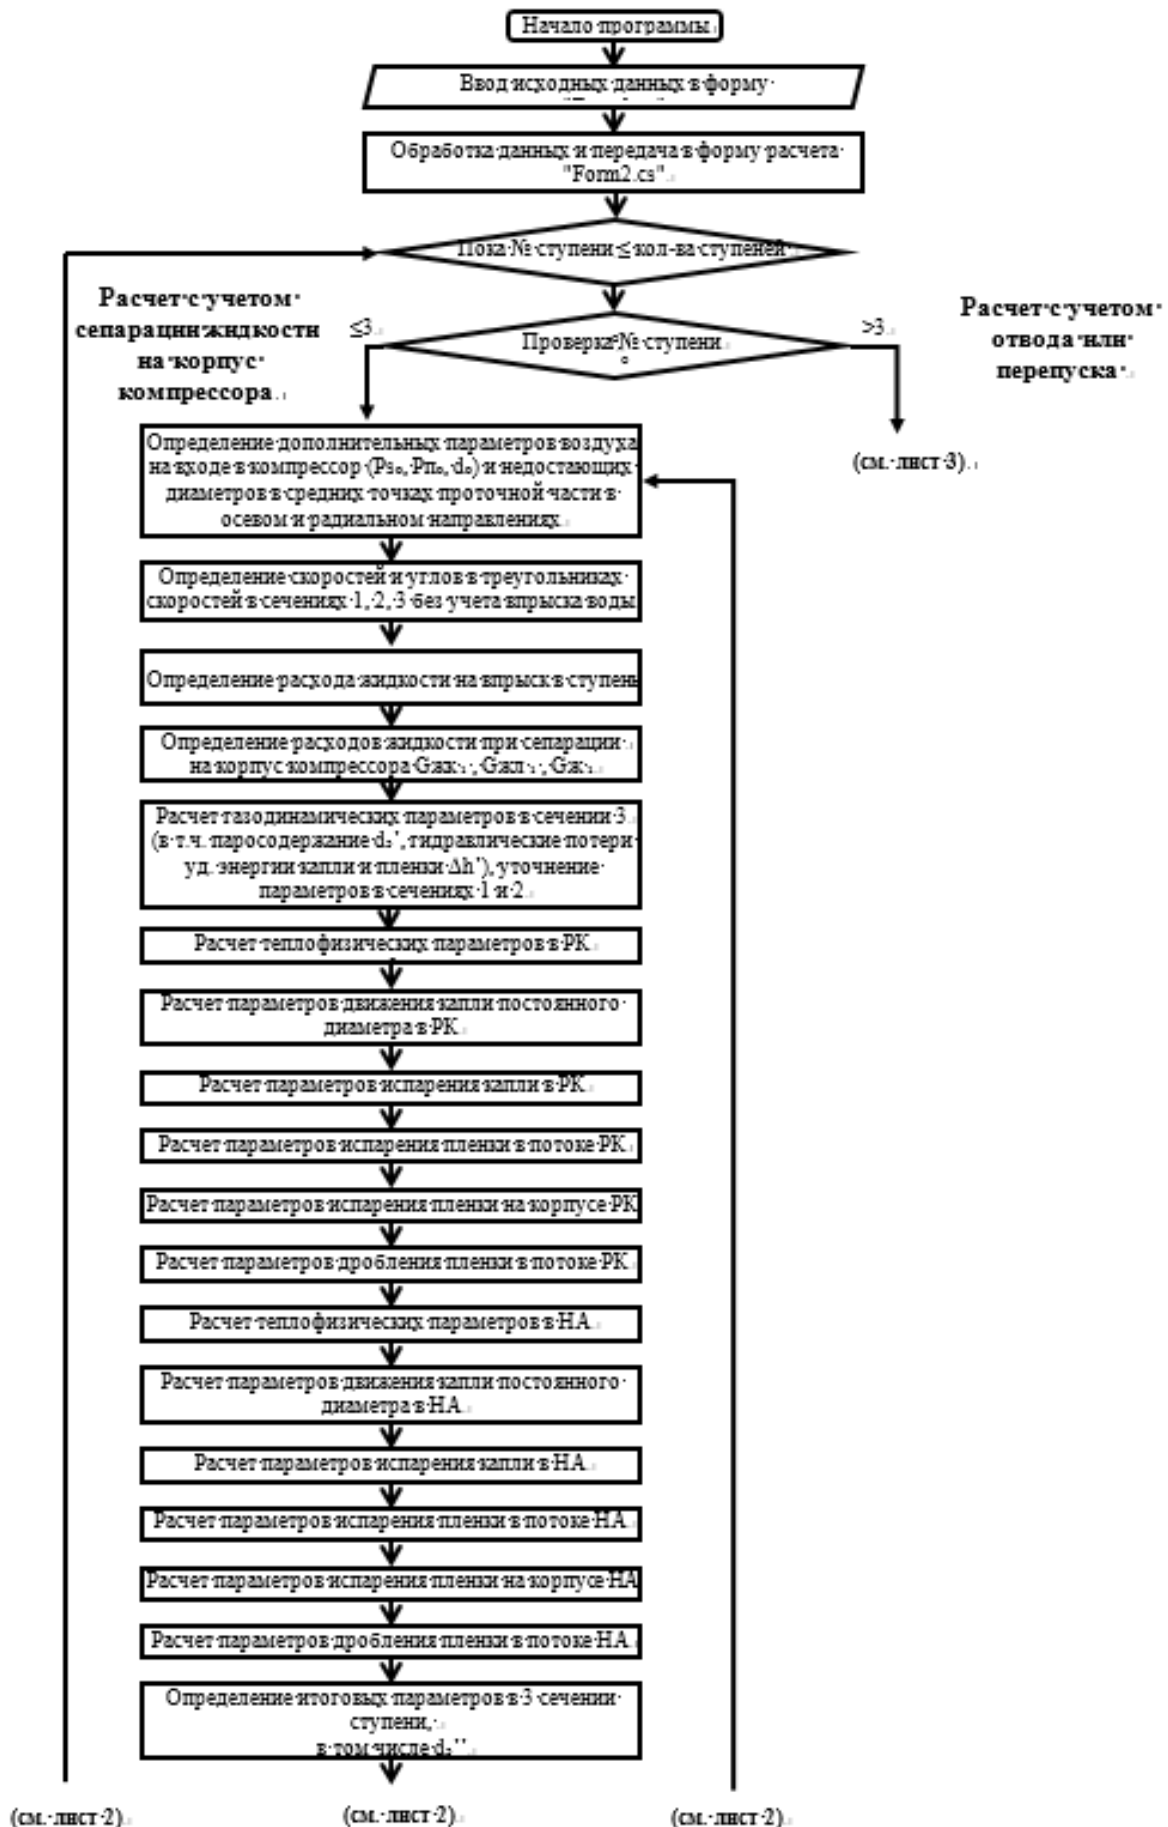 Начало программы
Ввод исходных данных в форму
Обработка данных и передача в форму расчета
"Form2.cs".
Пока № ступени ≤ кол-ва ступеней
Расчет с учетом
сепарации жидкости
на корпус
компрессора.
≤3
Проверка № ступени
>3
Расчет с учетом
отвода или
перепуска
(см. лист 3).
Определение дополнительных параметров воздуха
на входе в компрессор (Ps₀, Pп₀, d₀) и недостающих
диаметров в средних точках проточной части в
осевом и радиальном направлениях
Определение скоростей и углов в треугольниках
скоростей в сечениях 1, 2, 3 без учета впрыска воды
Определение расхода жидкости на впрыск в ступень
Определение расходов жидкости при сепарации
на корпус компрессора Gжк, Gжл, Gж
Расчет газодинамических параметров в сечении 3
(в т.ч. паросодержание d₃', гидравлические потери
уд. энергии капли и пленки Δh'), уточнение
параметров в сечениях 1 и 2
Расчет теплофизических параметров в РК
Расчет параметров движения капли постоянного
диаметра в РК
Расчет параметров испарения капли в РК
Расчет параметров испарения пленки в потоке РК
Расчет параметров испарения пленки на корпусе РК
Расчет параметров дробления пленки в потоке РК
Расчет теплофизических параметров в НА
Расчет параметров движения капли постоянного
диаметра в НА
Расчет параметров испарения капли в НА
Расчет параметров испарения пленки в потоке НА
Расчет параметров испарения пленки на корпусе НА
Расчет параметров дробления пленки в потоке НА
Определение итоговых параметров в 3 сечении
ступени,
в том числе d₃''
(см. лист 2)
(см. лист 2)
(см. лист 2)